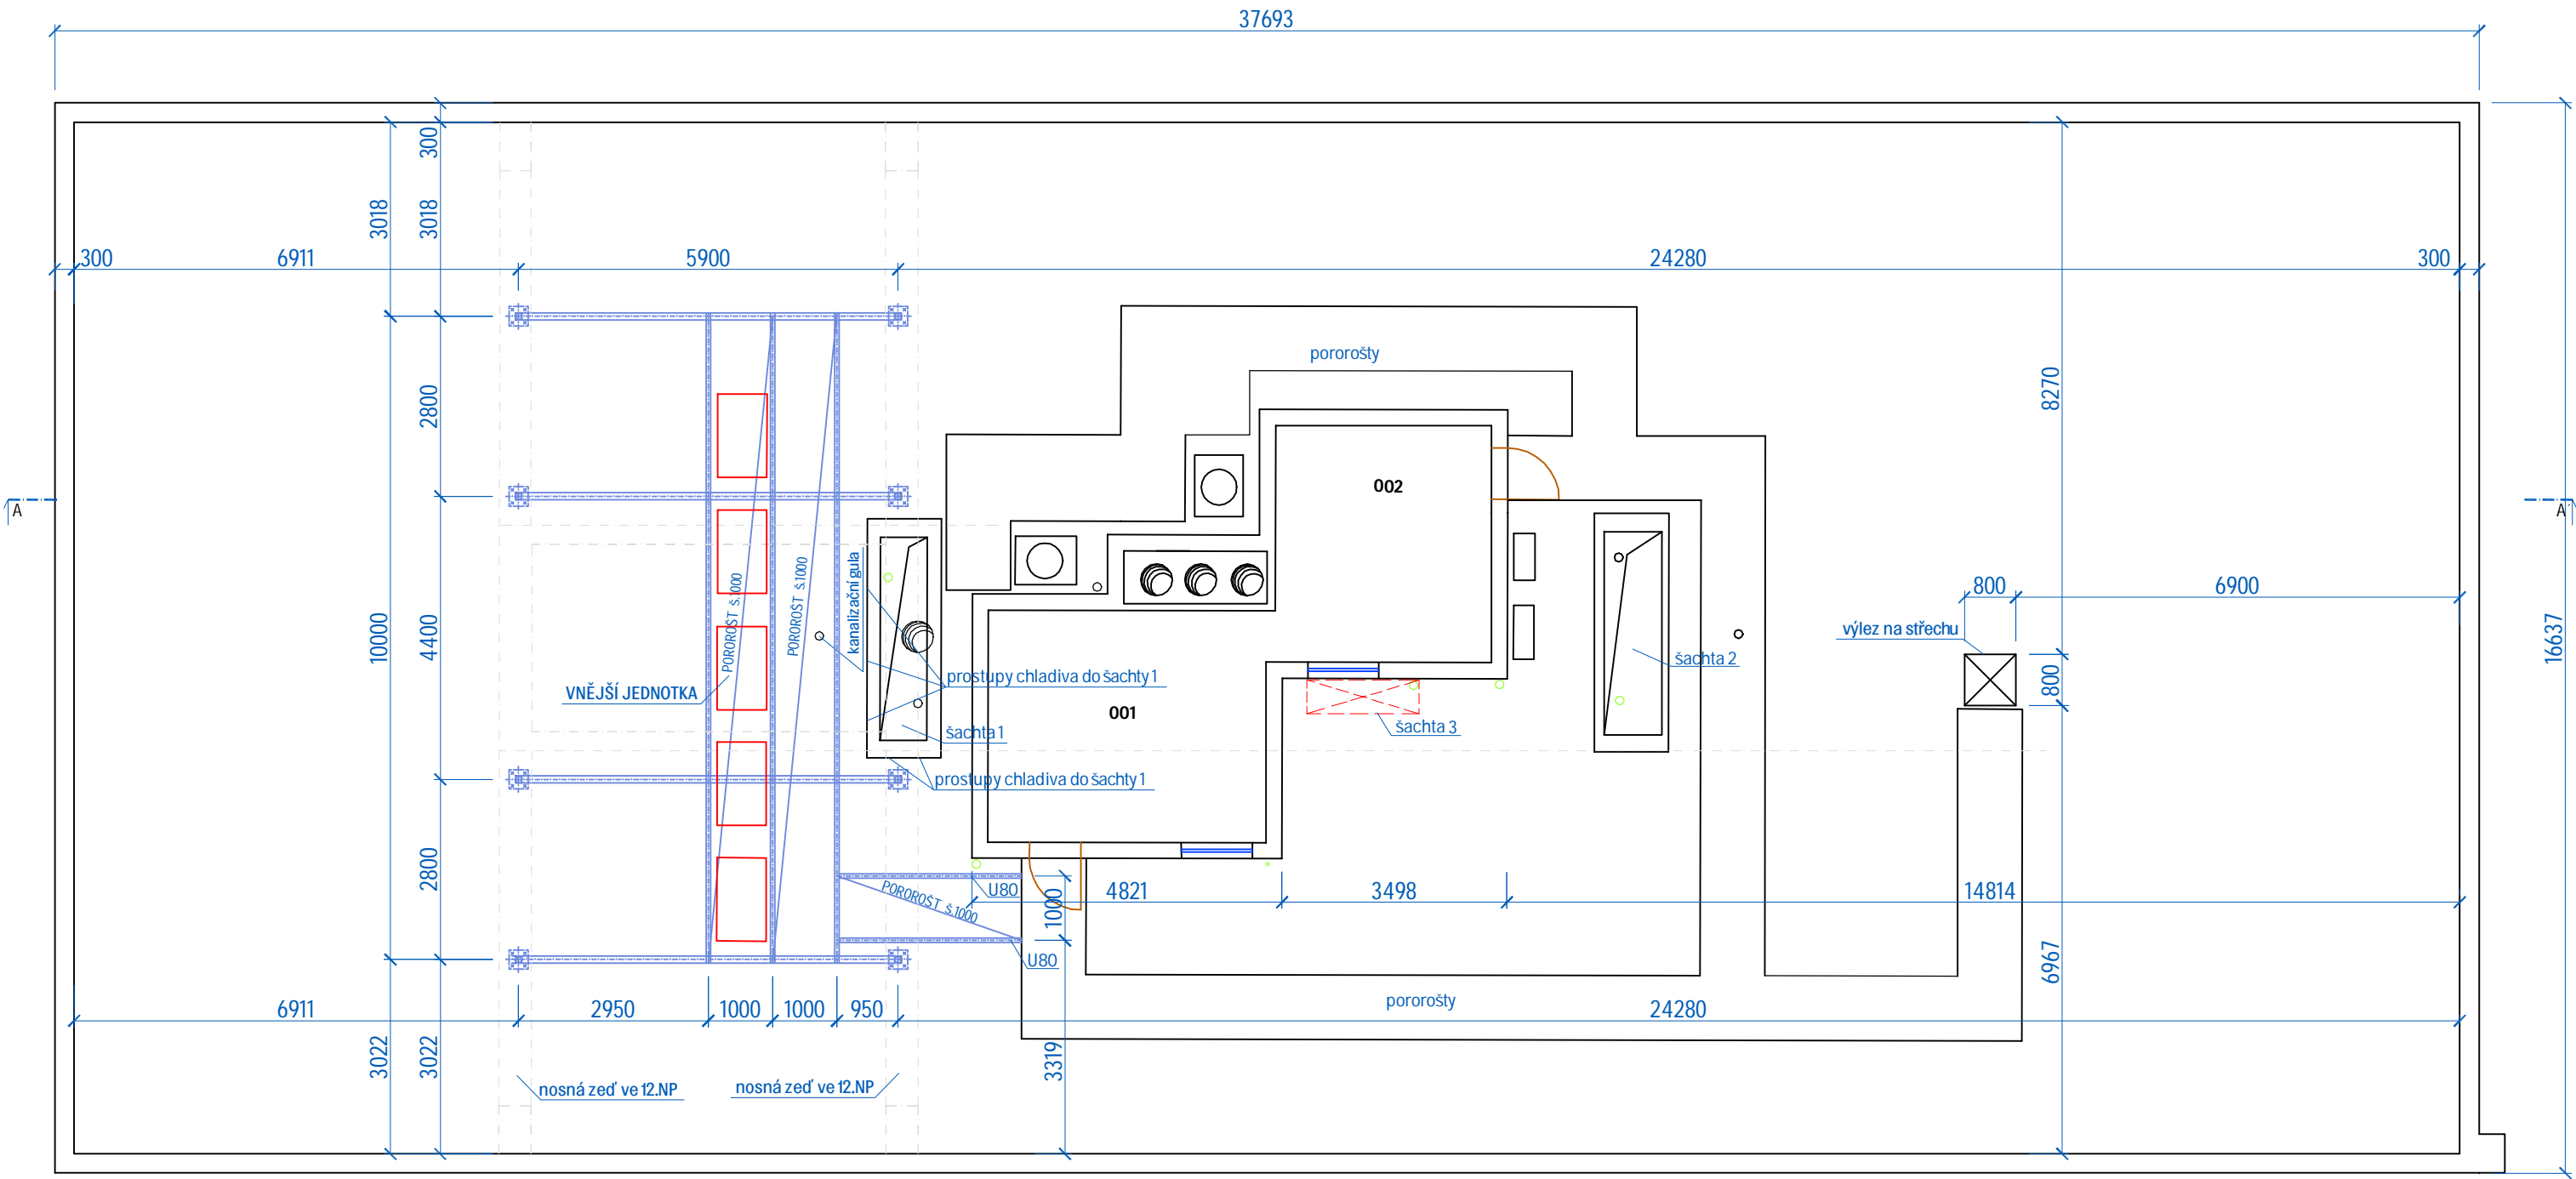 37693
300
3018
3018
300
6911
5900
24280
300
pororošty
2800
8270
002
A
A
kanalizační gula
POROROŠT š.1000
POROROŠT š.1000
800
6900
10000
4400
výlez na střechu
16637
šachta 2
prostupy chladiva do šachty 1
VNĚJŠÍ JEDNOTKA
800
001
šachta 1
šachta 3
prostupy chladiva do šachty 1
2800
U80
POROROŠT š.1000
1000
4821
3498
14814
U80
6967
6911
2950
1000
1000
950
pororošty
24280
3022
3022
3319
nosná zeď ve 12.NP
nosná zeď ve 12.NP